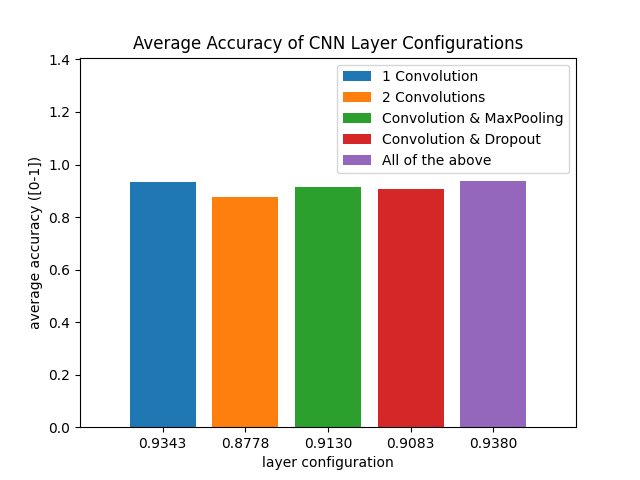 Average Accuracy of CNN Layer Configurations
1.4
1.2
1.0
0.8
0.6
0.4
0.2
0.0
average accuracy ([0-1])
1 Convolution
2 Convolutions
Convolution & MaxPooling
Convolution & Dropout
All of the above
0.9343 0.8778 0.9130 0.9083 0.9380
layer configuration